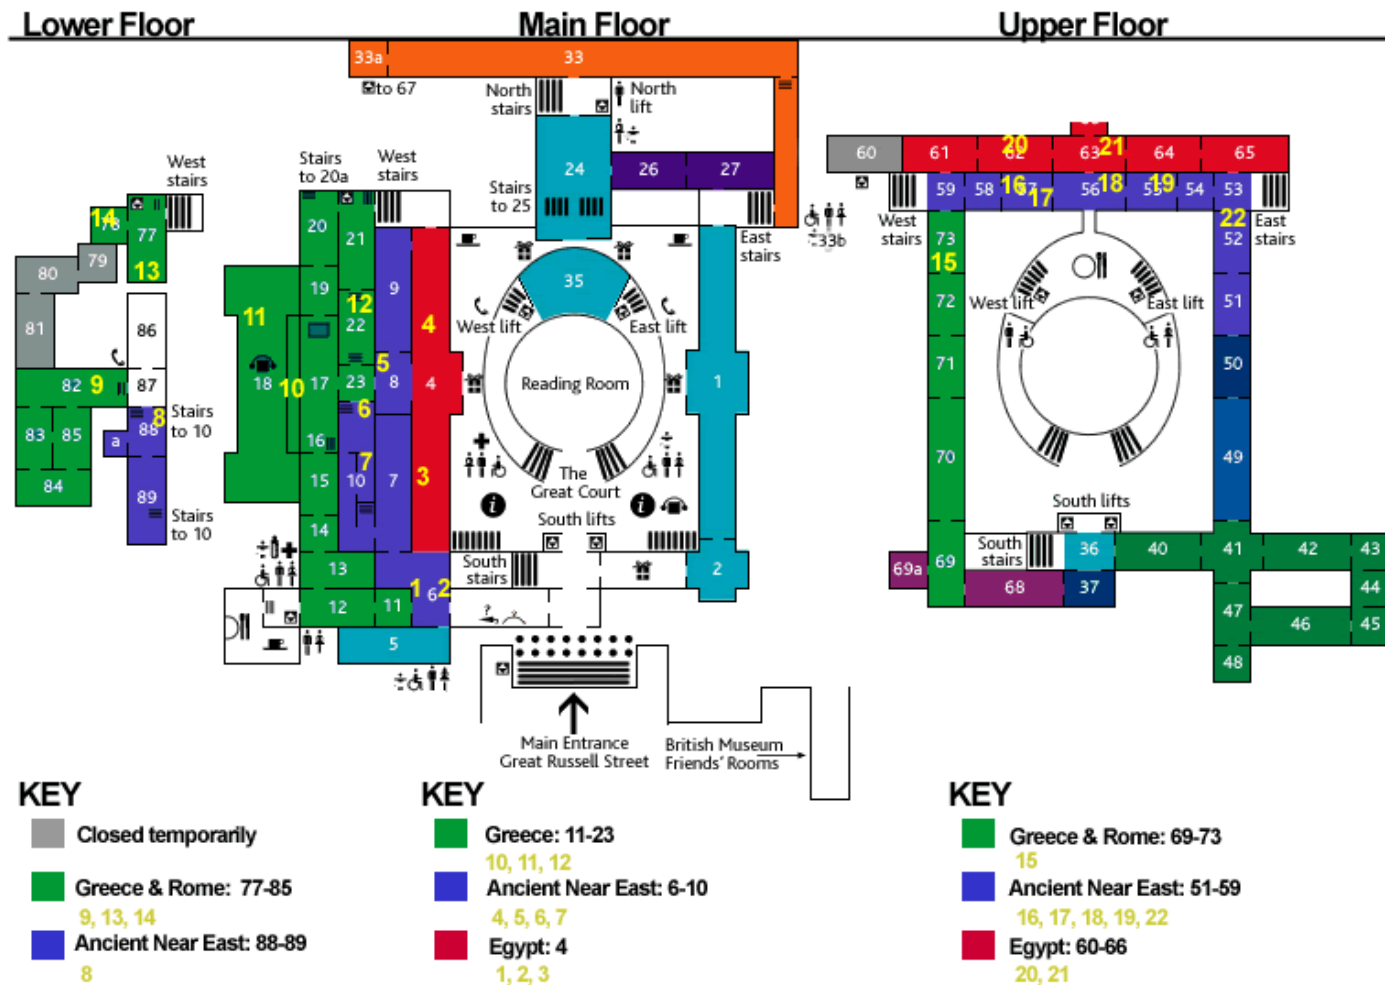 Lower Floor
Main Floor
Upper Floor
33a
33
to 67
North stairs
North lift
24
26
27
Stairs to 25
West stairs
Stairs to 20a
West stairs
14
77
13
79
80
81
86
82
9
87
8
88
Stairs to 10
a
83
85
84
89
Stairs to 10
20
21
19
12
22
11
18
10
17
23
5
8
6
16
7
10
15
14
13
12
11
9
4
4
7
3
1
6
2
5
35
West lift
East lift
Reading Room
The Great Court
South lifts
South stairs
East stairs
33b
1
2
?
i
i
Main Entrance
Great Russell Street
British Museum
Friends' Rooms
60
61
20
62
63
21
64
65
59
58
16
17
56
18
19
54
53
22
West stairs
East stairs
73
15
72
71
70
69
69a
68
52
51
50
49
West lift
East lift
South lifts
South stairs
36
37
40
41
42
43
44
45
46
47
48
KEY
Closed temporarily
Greece & Rome: 77-85
9, 13, 14
Ancient Near East: 88-89
8
KEY
Greece: 11-23
10, 11, 12
Ancient Near East: 6-10
4, 5, 6, 7
Egypt: 4
1, 2, 3
KEY
Greece & Rome: 69-73
15
Ancient Near East: 51-59
16, 17, 18, 19, 22
Egypt: 60-66
20, 21